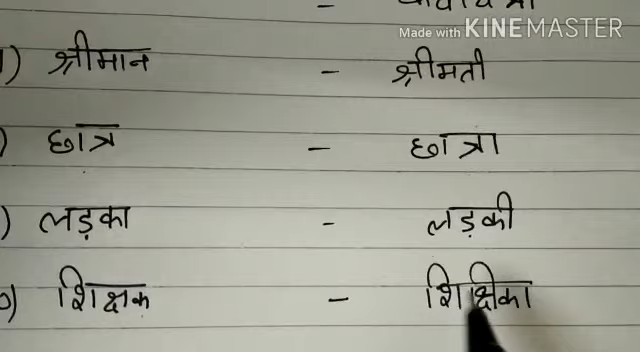 Made with KINEMASTER
श्रीमान - श्रीमती
छात्र - छात्रा
लड़का - लड़की
शिक्षक - शिक्षिका